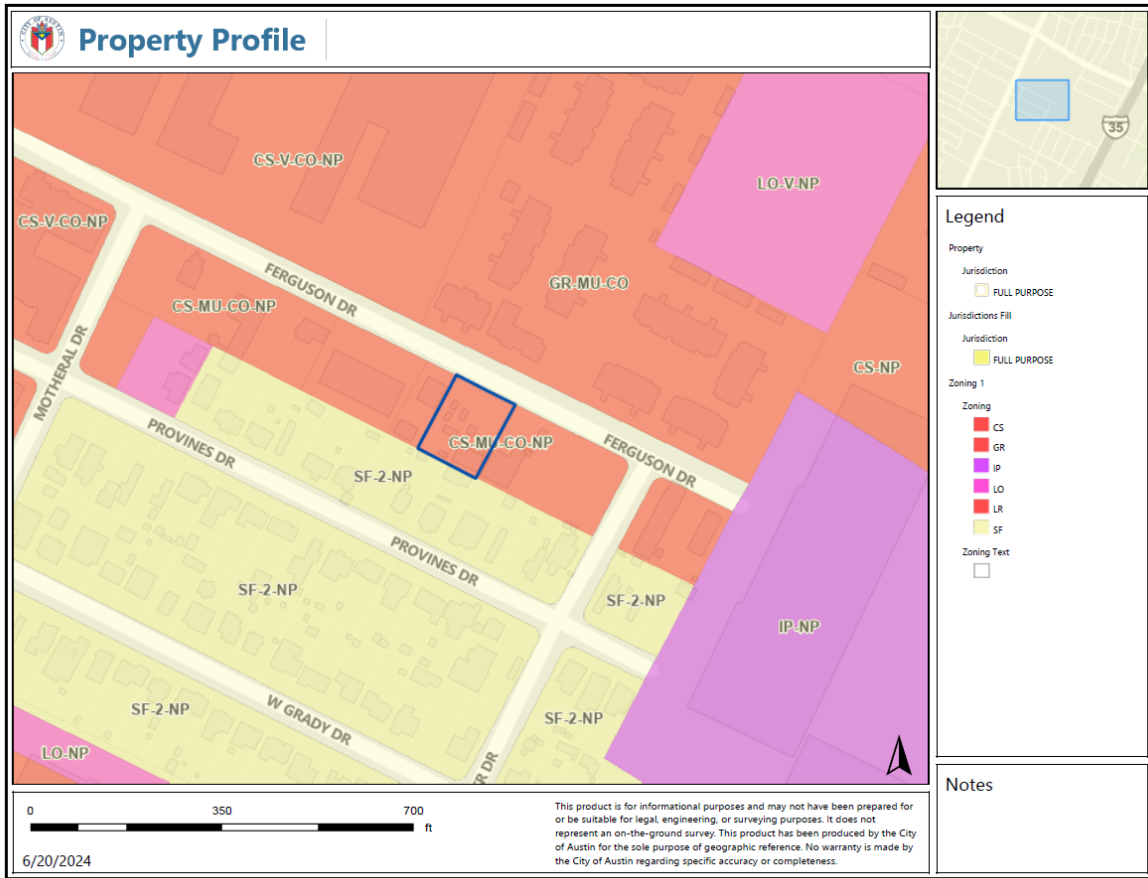 CITY OF AUSTIN
Property Profile
CS-V-CO-NP
LO-V-NP
CS-V-CO-NP
FERGUSON DR
GR-MU-CO
CS-MU-CO-NP
MOTHERAL DR
CS-NP
PROVINES DR
CS-MU-CO-NP
FERGUSON DR
SF-2-NP
PROVINES DR
SF-2-NP
SF-2-NP
IP-NP
W GRADY DR
SF-2-NP
SF-2-NP
LO-NP
R DR
35
Legend
Property
Jurisdiction
FULL PURPOSE
Jurisdictions Fill
Jurisdiction
FULL PURPOSE
Zoning 1
Zoning
CS
GR
IP
LO
LR
SF
Zoning Text
Notes
0 350 700
ft
6/20/2024
This product is for informational purposes and may not have been prepared for
or be suitable for legal, engineering, or surveying purposes. It does not
represent an on-the-ground survey. This product has been produced by the City
of Austin for the sole purpose of geographic reference. No warranty is made by
the City of Austin regarding specific accuracy or completeness.